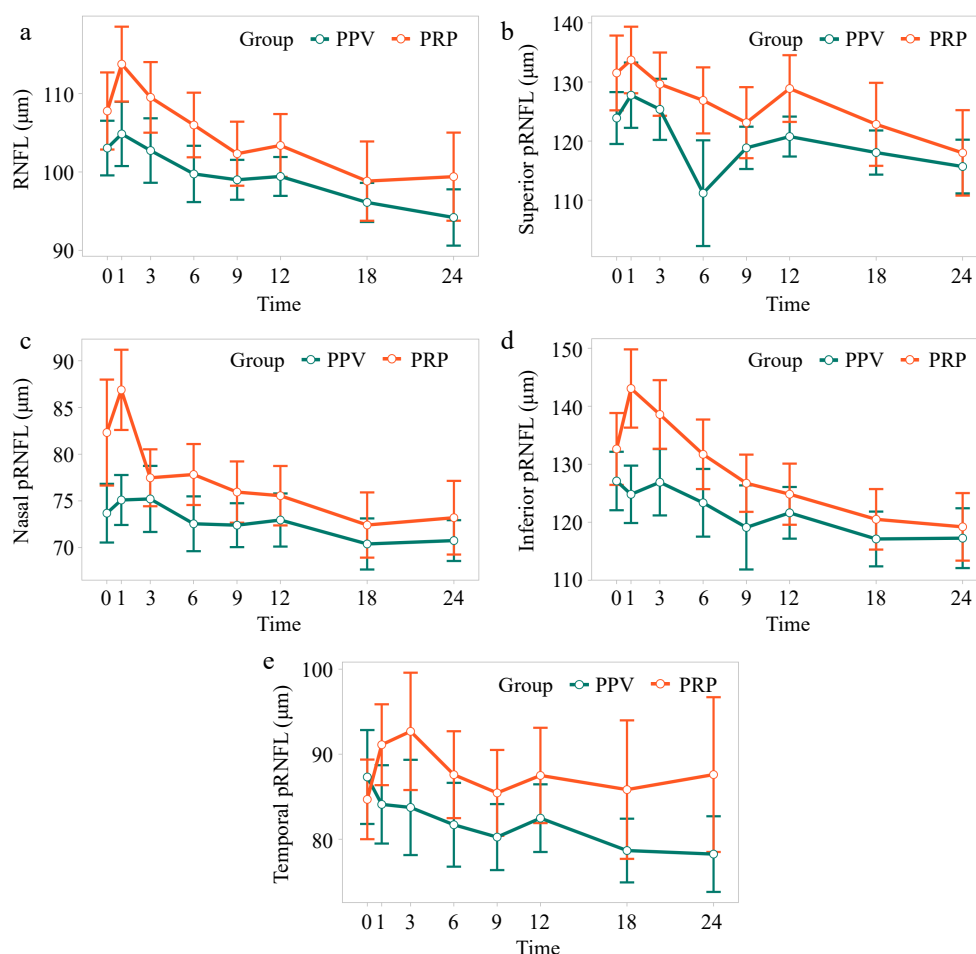 a
Group PPV PRP
RNFL (μm)
110
100
90
0 1 3 6 9 12 18 24
Time
b
Group PPV PRP
Superior pRNFL (μm)
140
130
120
110
0 1 3 6 9 12 18 24
Time
c
Group PPV PRP
Nasal pRNFL (μm)
90
85
80
75
70
0 1 3 6 9 12 18 24
Time
d
Group PPV PRP
Inferior pRNFL (μm)
150
140
130
120
110
0 1 3 6 9 12 18 24
Time
e
Group PPV PRP
Temporal pRNFL (μm)
100
90
80
0 1 3 6 9 12 18 24
Time